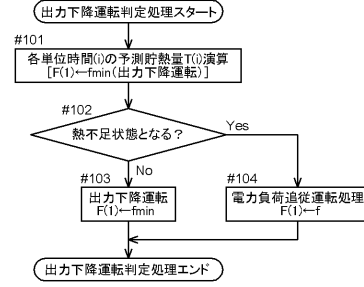 出力下降運転判定処理スタート
#101
各単位時間(i)の予測貯熱量T(i)演算
[F(1)←fmin(出力下降運転)]
#102
熱不足状態となる?
Yes
No
#103
出力下降運転
F(1)←fmin
#104
電力負荷追従運転処理
F(1)←f
出力下降運転判定処理エンド